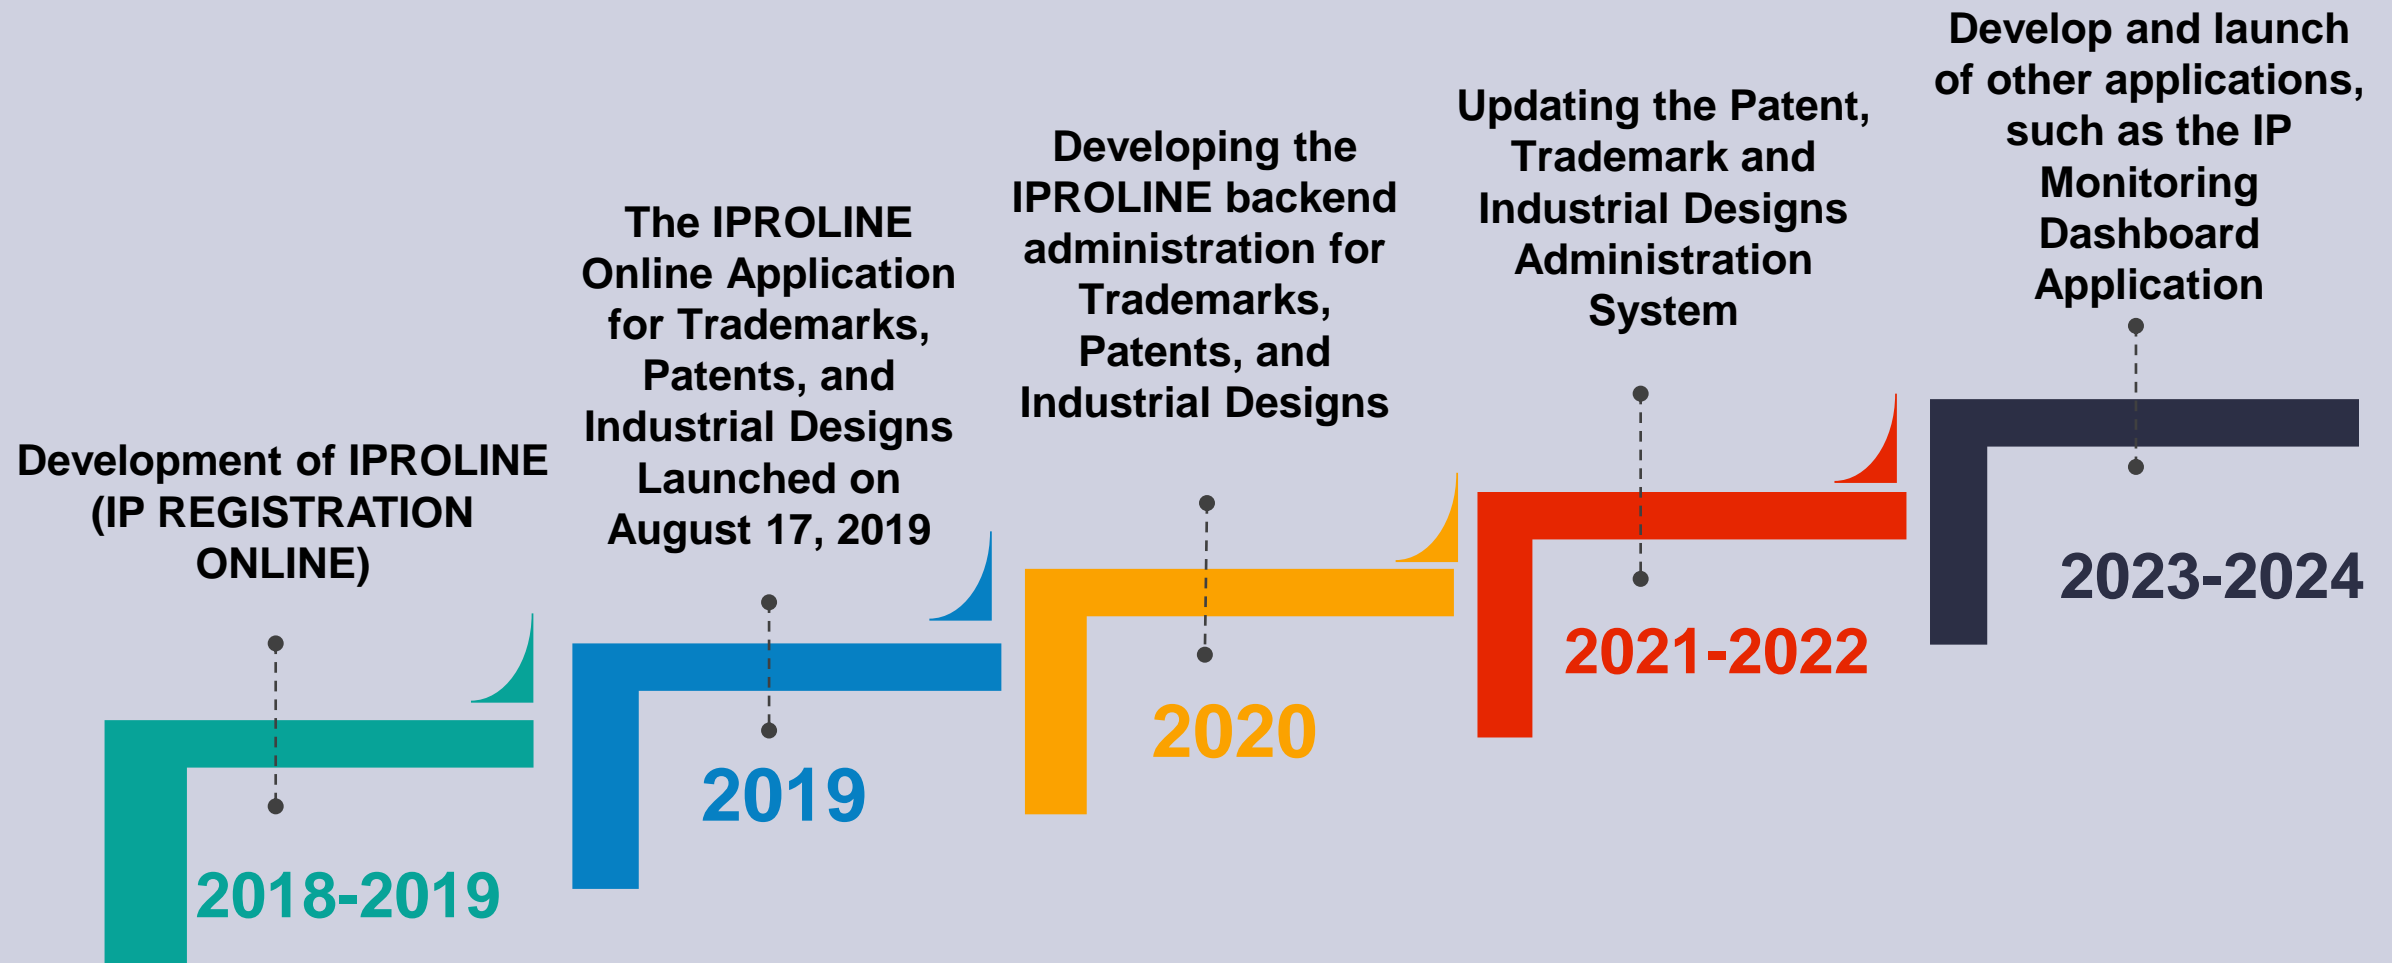 Development of IPROLINE
(IP REGISTRATION
ONLINE)
2018-2019
The IPROLINE
Online Application
for Trademarks,
Patents, and
Industrial Designs
Launched on
August 17, 2019
2019
Developing the
IPROLINE backend
administration for
Trademarks,
Patents, and
Industrial Designs
2020
Updating the Patent,
Trademark and
Industrial Designs
Administration
System
2021-2022
Develop and launch
of other applications,
such as the IP
Monitoring
Dashboard
Application
2023-2024